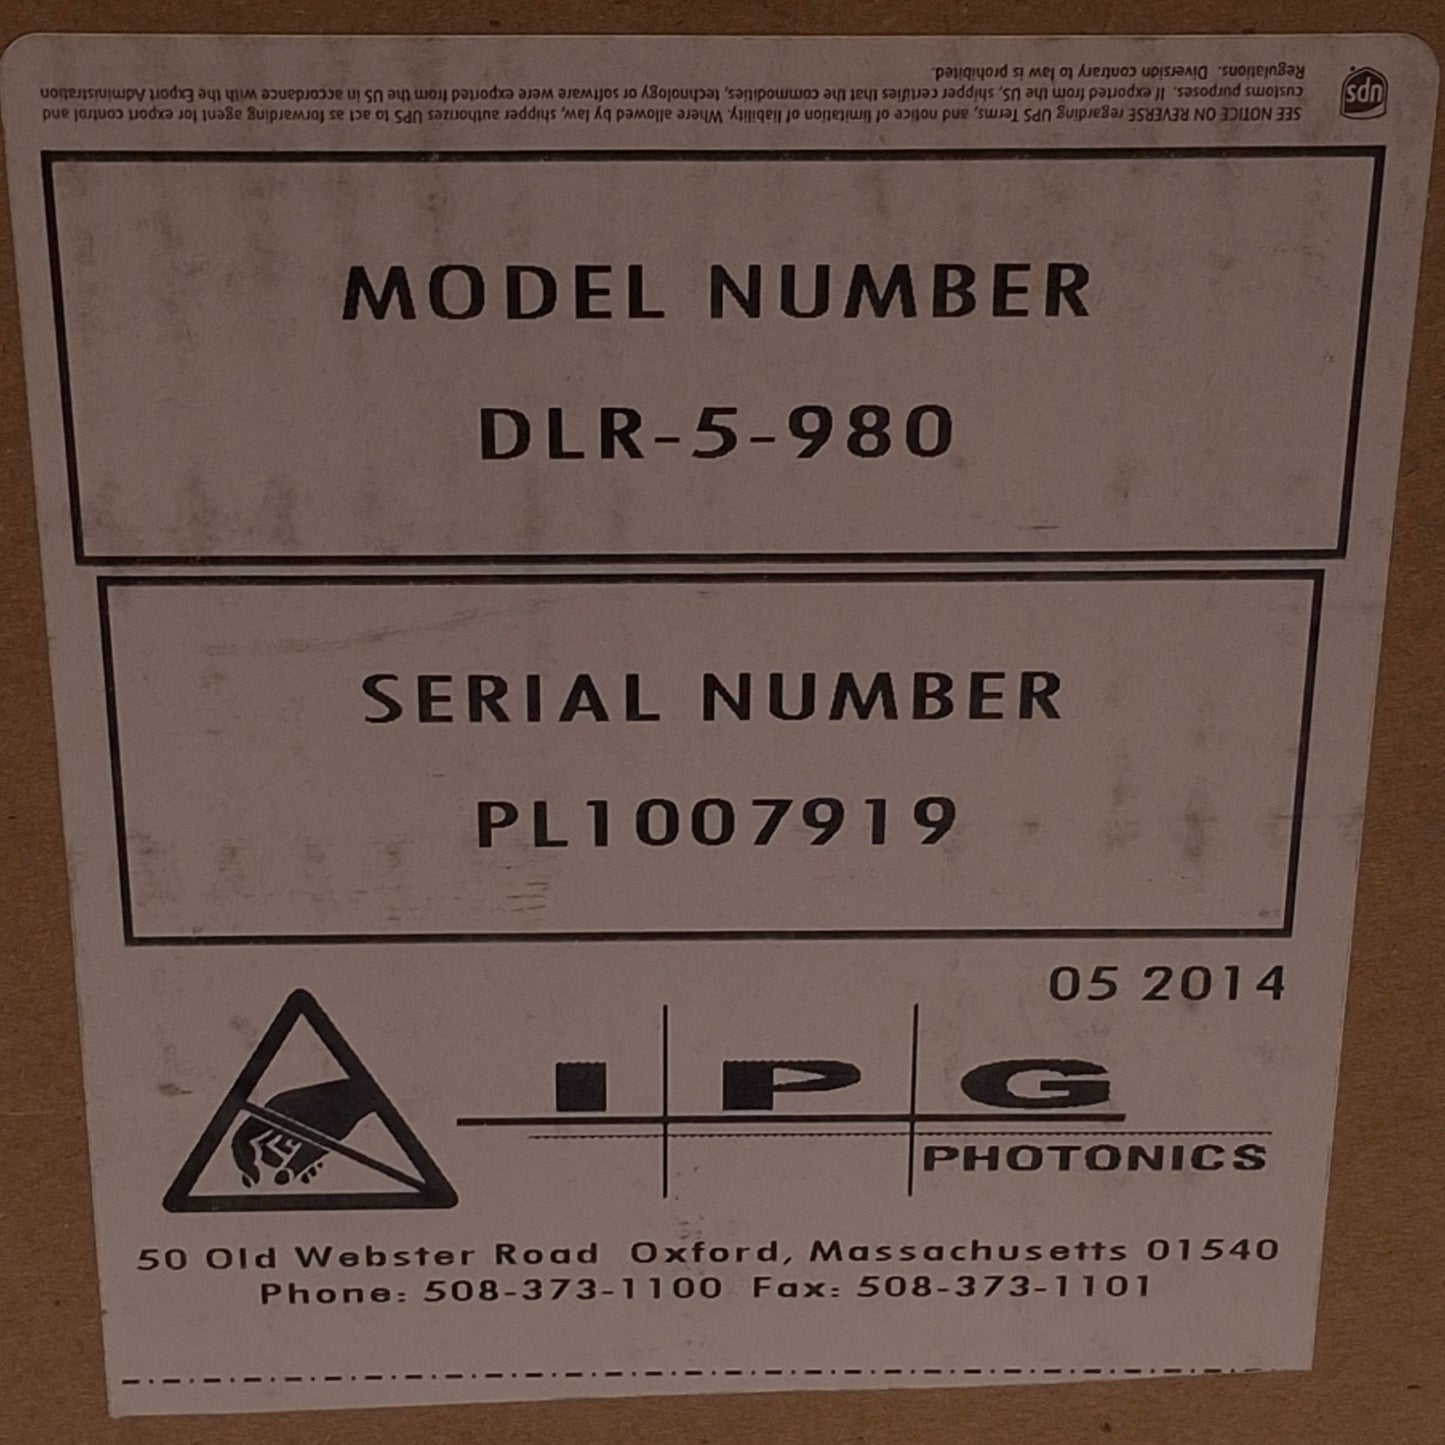 SEE NOTICE ON REVERSE regarding UPS Terms, and notice of limitation of liability. Where allowed by law, shipper authorizes UPS to act as forwarding agent for export control and
customs purposes. If exported from the US, shipper certifies that the commodities, technology or software were exported from the US in accordance with the Export Administration
Regulations. Diversion contrary to law is prohibited.
ups
MODEL NUMBER
DLR-5-980
SERIAL NUMBER
PL1007919
05 2014
IPG
PHOTONICS
50 Old Webster Road Oxford, Massachusetts 01540
Phone: 508-373-1100 Fax: 508-373-1101